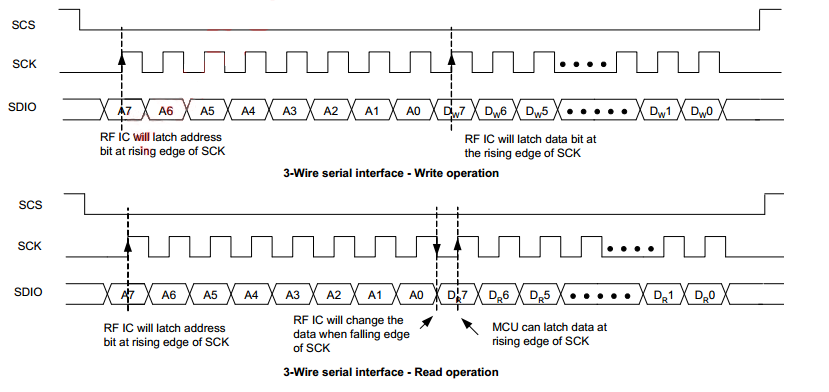 SCS
SCK
SDIO A7 A6 A5 A4 A3 A2 A1 A0 DW7 DW6 DW5 DW1 DW0
RF IC will latch address
bit at rising edge of SCK
RF IC will latch data bit at
the rising edge of SCK
3-Wire serial interface - Write operation
SCS
SCK
SDIO A7 A6 A5 A4 A3 A2 A1 A0 DR7 DR6 DR5 DR1 DR0
RF IC will latch address
bit at rising edge of SCK
RF IC will change the
data when falling edge
of SCK
MCU can latch data at
rising edge of SCK
3-Wire serial interface - Read operation